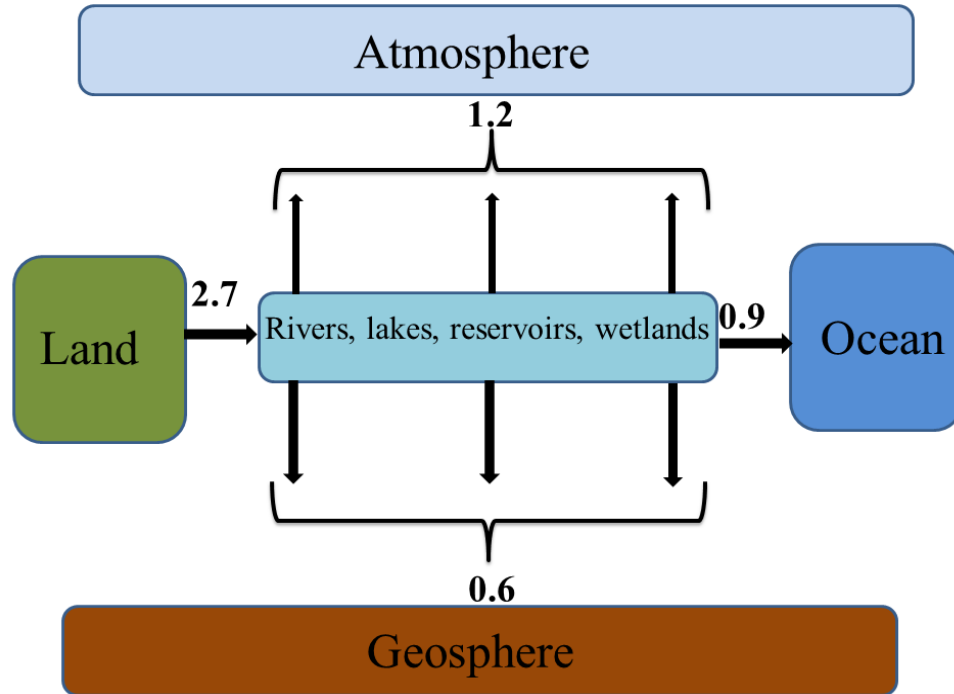 Atmosphere
1.2
2.7
Land
Rivers, lakes, reservoirs, wetlands
0.9
Ocean
0.6
Geosphere